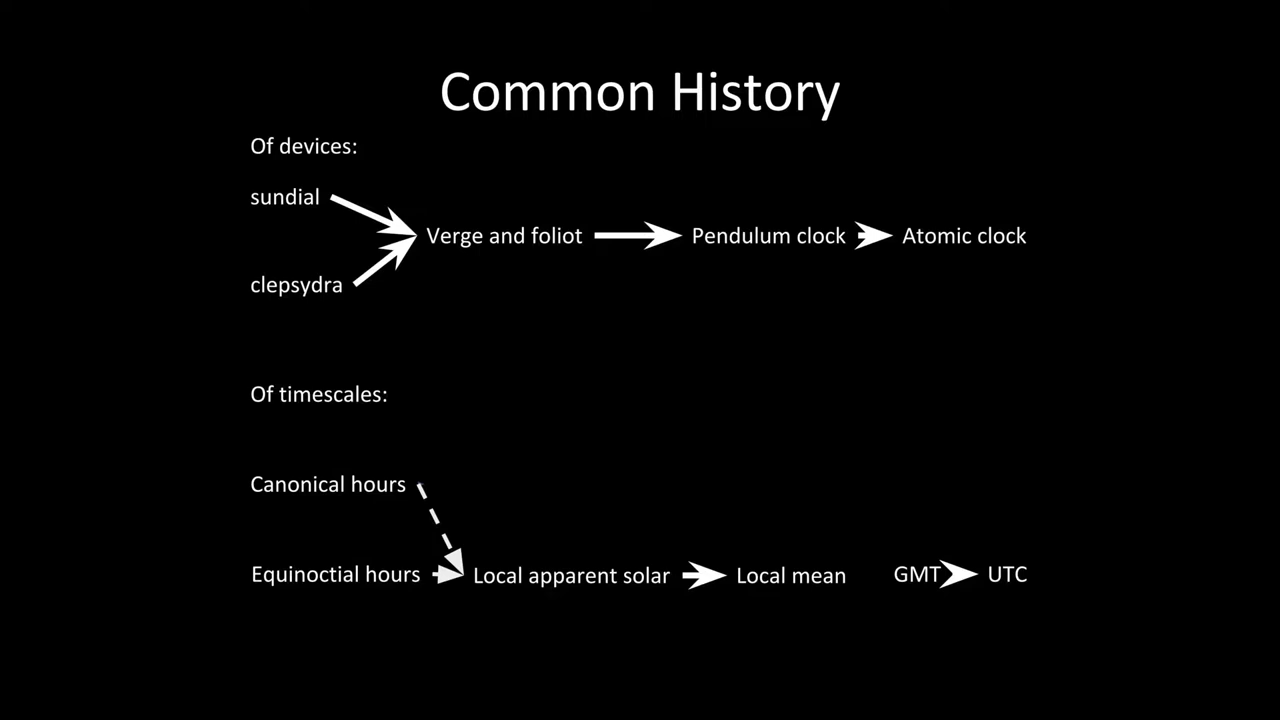 Common History
Of devices:
sundial
Verge and foliot
Pendulum clock
Atomic clock
clepsydra
Of timescales:
Canonical hours
Equinoctial hours
Local apparent solar
Local mean
GMT
UTC